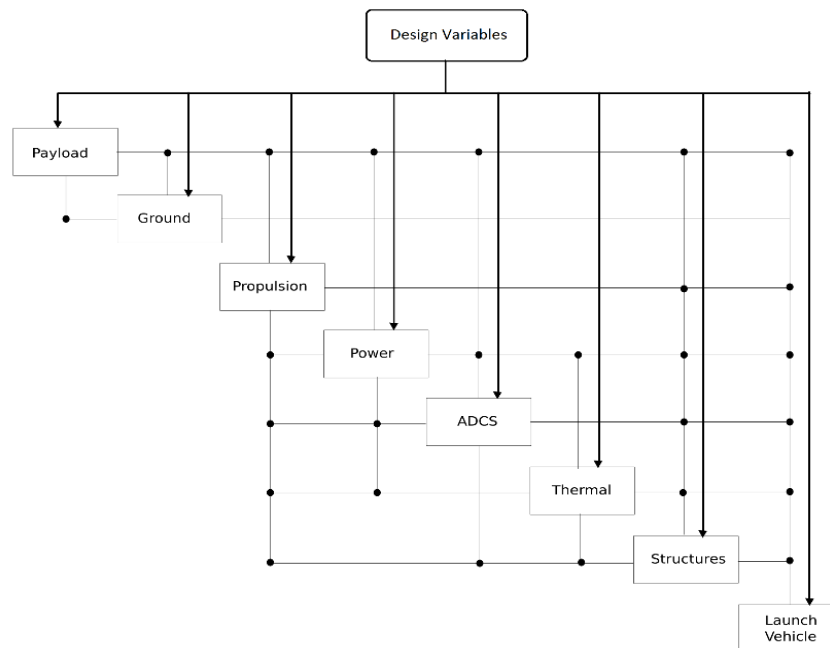 Design Variables
Payload
Ground
Propulsion
Power
ADCS
Thermal
Structures
Launch
Vehicle